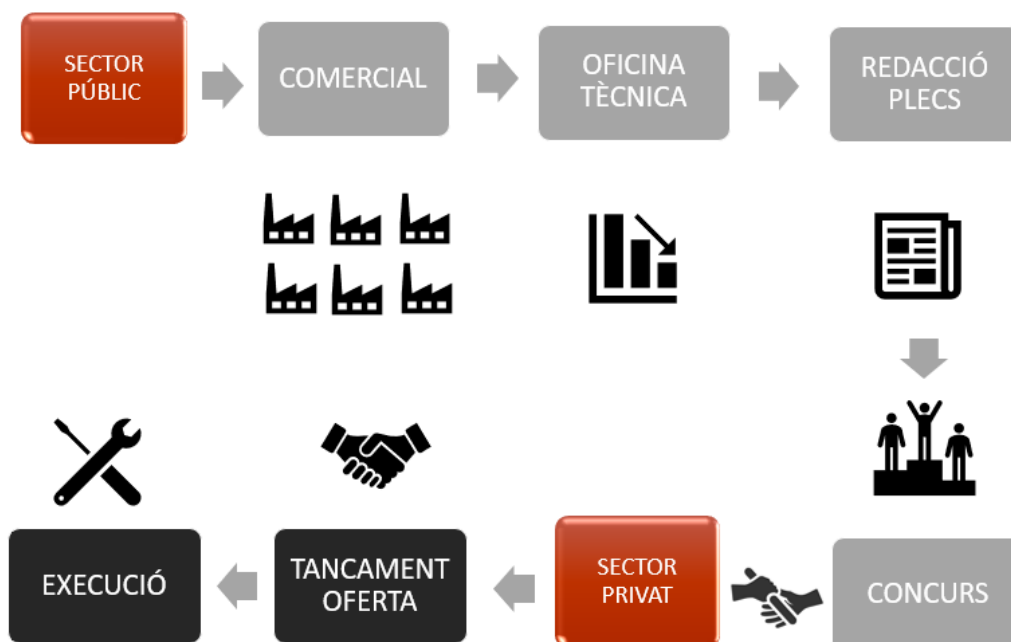 SECTOR
PÚBLIC
COMERCIAL
OFICINA
TÈCNICA
REDACCIÓ
PLECS
EXECUCIÓ
TANCAMENT
OFERTA
SECTOR
PRIVAT
CONCURS